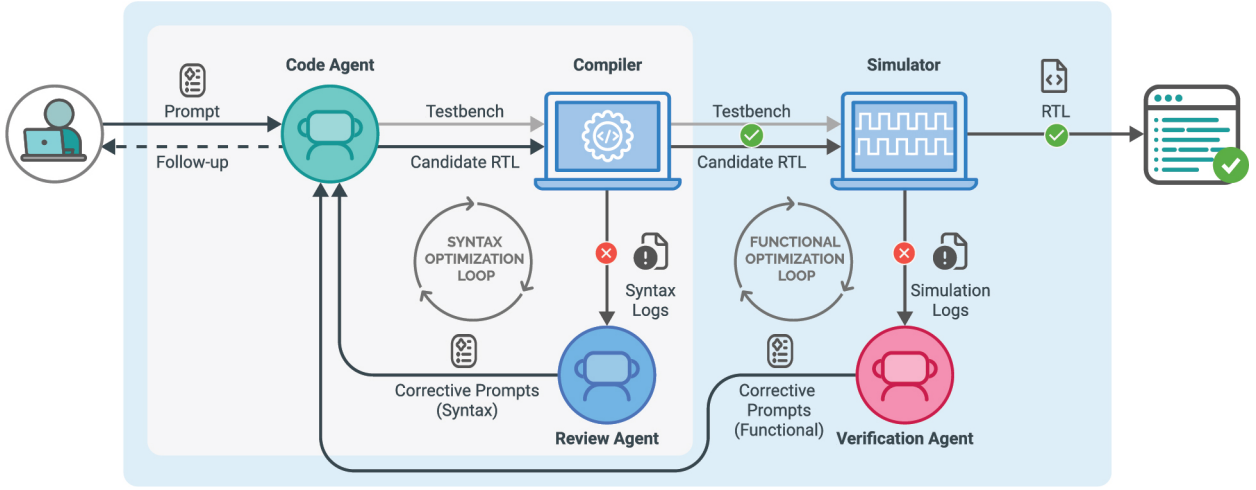 Code Agent
Compiler
Simulator
Prompt
Testbench
Testbench
RTL
Follow-up
Candidate RTL
Candidate RTL
SYNTAX
OPTIMIZATION
LOOP
FUNCTIONAL
OPTIMIZATION
LOOP
Syntax
Logs
Simulation
Logs
Corrective Prompts
(Syntax)
Corrective
Prompts
(Functional)
Review Agent
Verification Agent